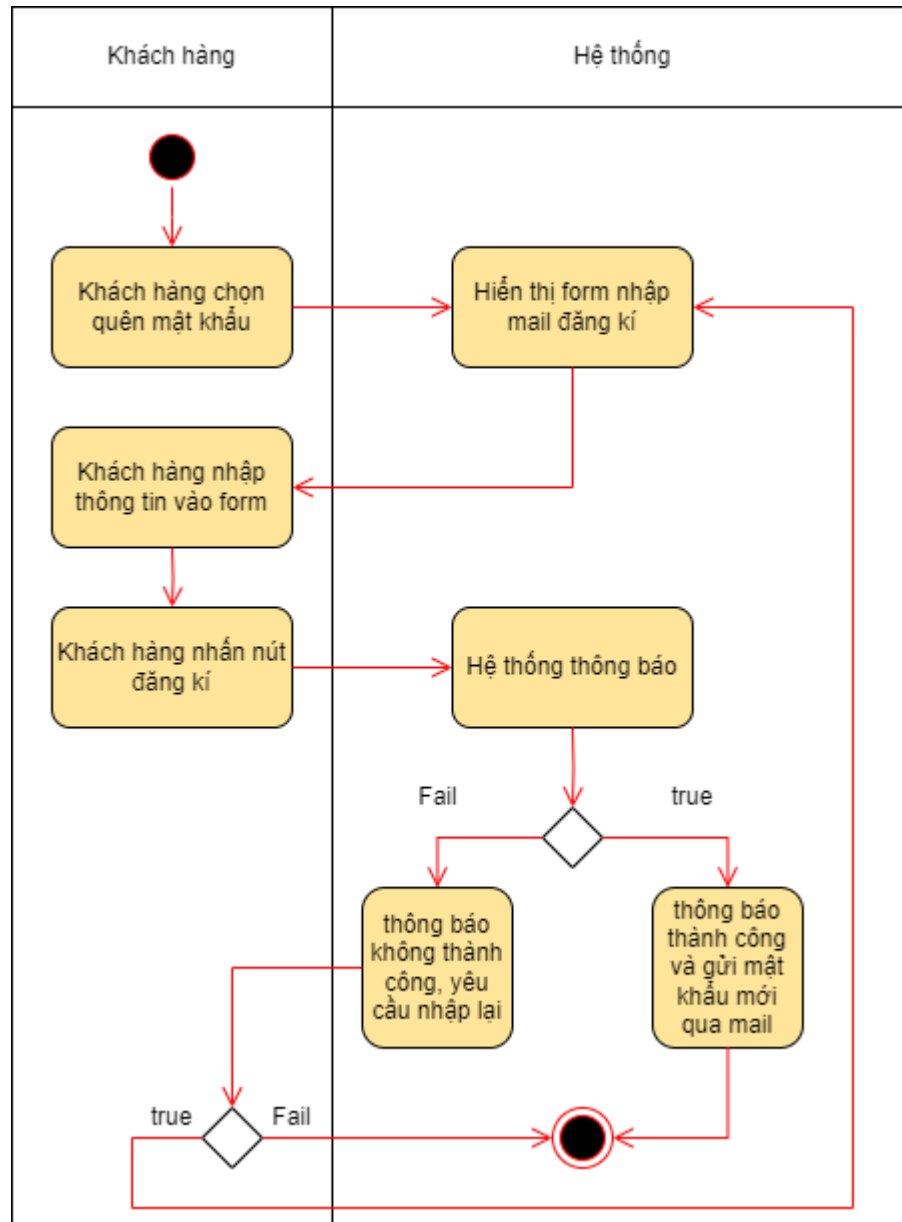 Khách hàng
Hệ thống
Khách hàng chọn
quên mật khẩu
Hiển thị form nhập
mail đăng kí
Khách hàng nhập
thông tin vào form
Khách hàng nhấn nút
đăng kí
Hệ thống thông báo
Fail
true
thông báo
không thành
công, yêu
cầu nhập lại
thông báo
thành công
và gửi mật
khẩu mới
qua mail
true
Fail